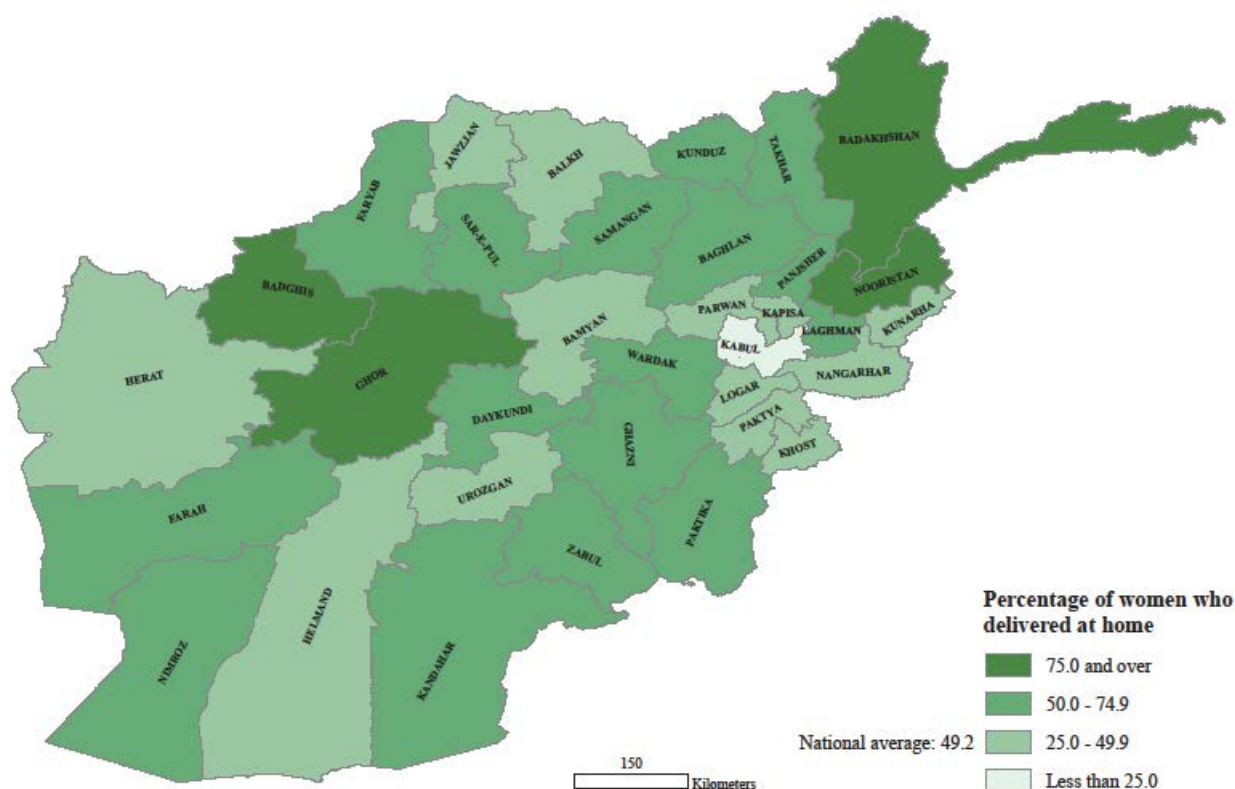 BADAKHSHAN
JAWZJAN
BALKH
KUNDUZ
TAKHAR
FARYAB
SAR-E-PUL
SAMANGAN
BAGHLAN
PANJSHER
NOORISTAN
BADGHIS
PARWAN
KAPISA
KUNARHA
LAGHMAN
BAMYAN
KABUL
WARDAK
NANGARHAR
HERAT
GHOR
LOGAR
DAYKUNDI
PAKTYA
GHAZNI
KHOST
UROZGAN
FARAH
PAKTIKA
ZABUL
HELMAND
NIMROZ
KANDAHAR
Percentage of women who
delivered at home
75.0 and over
50.0 - 74.9
National average: 49.2
25.0 - 49.9
Less than 25.0
150
Kilometers